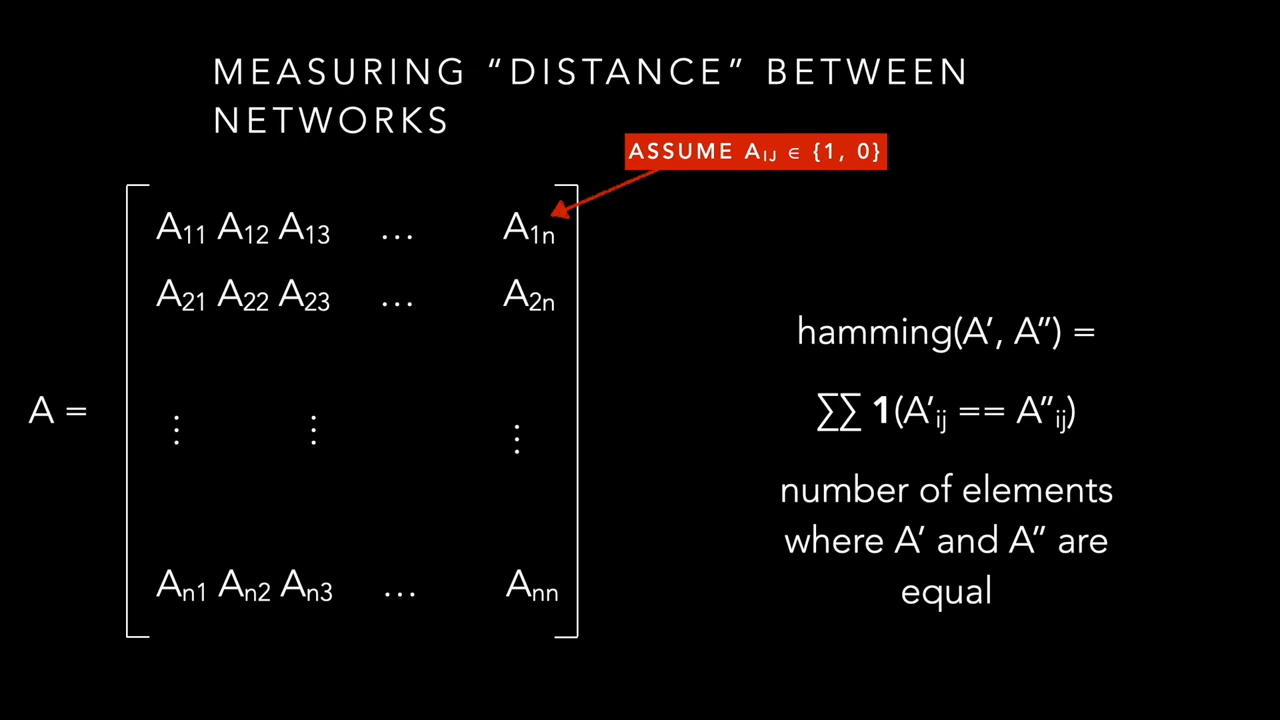 MEASURING “DISTANCE” BETWEEN
NETWORKS
ASSUME AIJ ∈ {1, 0}
A11 A12 A13 … A1n
A21 A22 A23 … A2n
hamming(A’, A”) =
A =
∑∑ 1(A’ij == A”ij)
⋮ ⋮ ⋮
number of elements
where A’ and A” are
equal
An1 An2 An3 … Ann